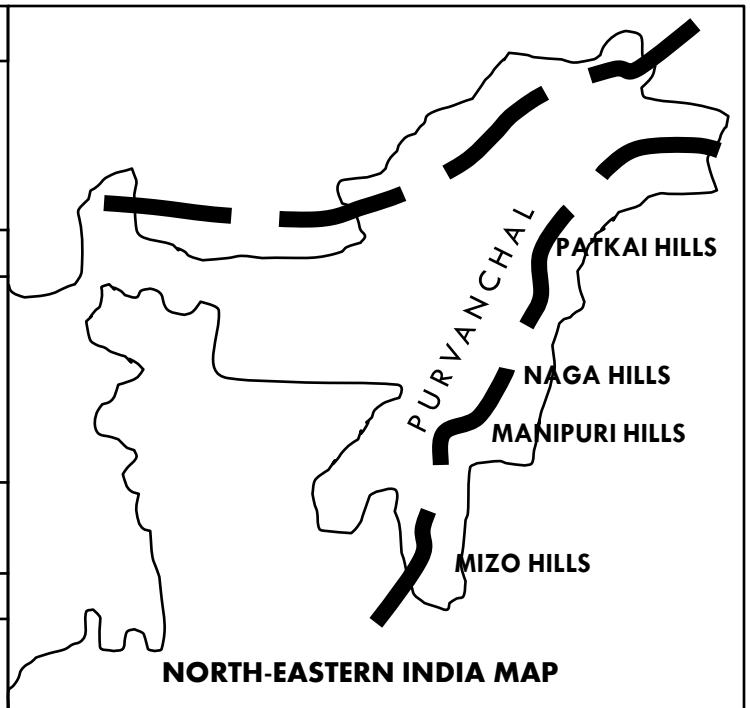 PURVANCHAL
PATKAI HILLS
NAGA HILLS
MANIPURI HILLS
MIZO HILLS
NORTH-EASTERN INDIA MAP